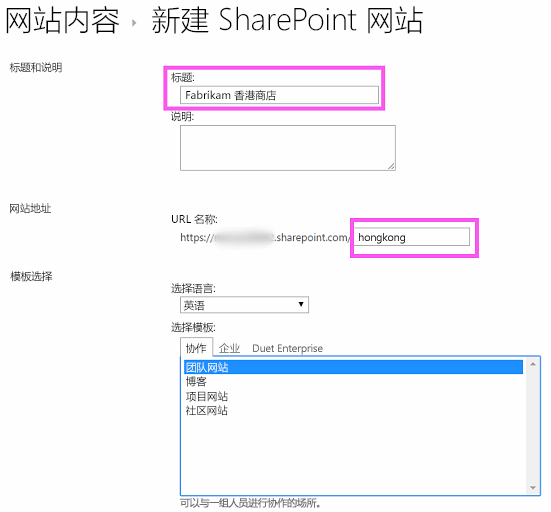 网站内容 › 新建 SharePoint 网站
标题和说明
标题:
Fabrikam 香港商店
说明:
网站地址
URL 名称:
https:// .sharepoint.com/ hongkong
模板选择
选择语言:
英语
选择模板:
协作 企业 Duet Enterprise
团队网站
博客
项目网站
社区网站
可以与一组人员进行协作的场所。